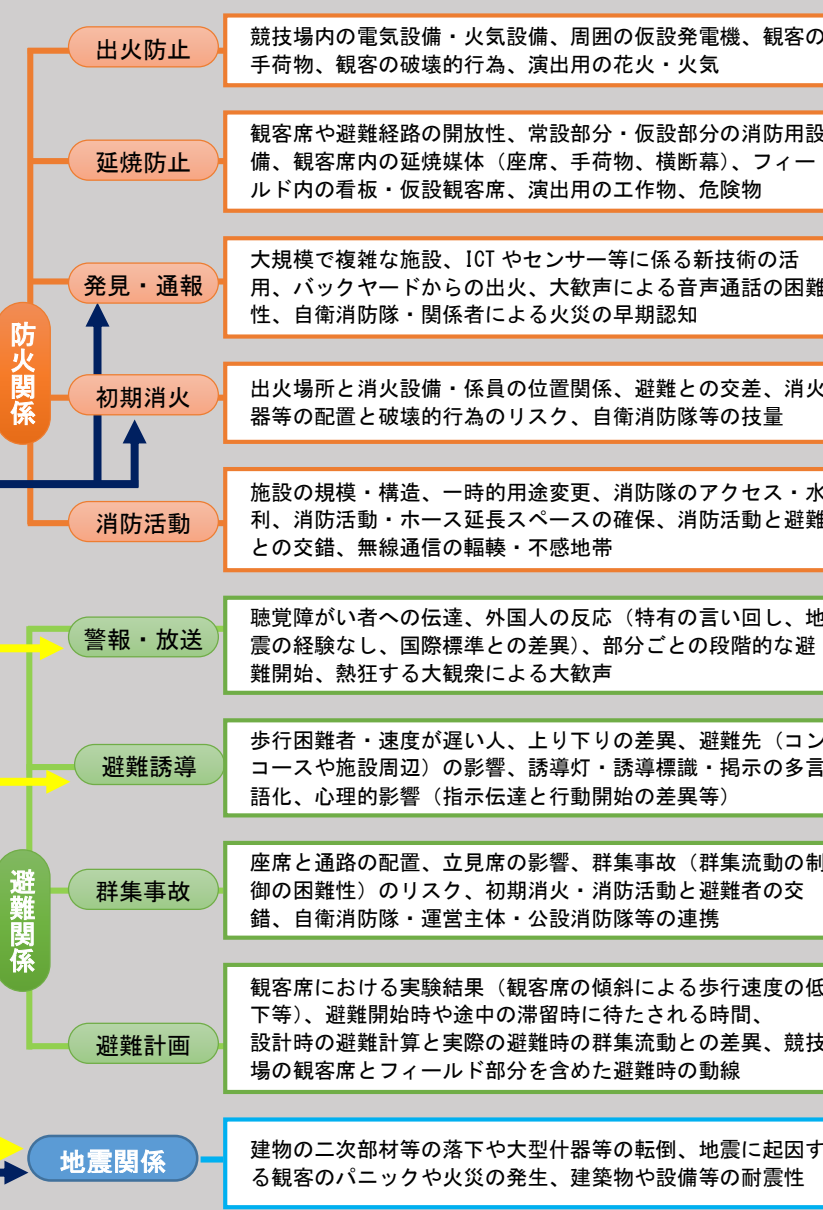 防火関係
出火防止
競技場内の電気設備・火気設備、周囲の仮設発電機、観客の
手荷物、観客の破壊的行為、演出用の花火・火気
延焼防止
観客席や避難経路の開放性、常設部分・仮設部分の消防用設
備、観客席内の延焼媒体（座席、手荷物、横断幕）、フィー
ルド内の看板・仮設観客席、演出用の工作物、危険物
発見・通報
大規模で複雑な施設、ICT やセンサー等に係る新技術の活
用、バックヤードからの出火、大歓声による音声通話の困難
性、自衛消防隊・関係者による火災の早期認知
初期消火
出火場所と消火設備・係員の位置関係、避難との交差、消火
器等の配置と破壊的行為のリスク、自衛消防隊等の技量
消防活動
施設の規模・構造、一時的用途変更、消防隊のアクセス・水
利、消防活動・ホース延長スペースの確保、消防活動と避難
との交錯、無線通信の輻輳・不感地帯
避難関係
警報・放送
聴覚障がい者への伝達、外国人の反応（特有の言い回し、地
震の経験なし、国際標準との差異）、部分ごとの段階的な避
難開始、熱狂する大観衆による大歓声
避難誘導
歩行困難者・速度が遅い人、上り下りの差異、避難先（コン
コースや施設周辺）の影響、誘導灯・誘導標識・掲示の多言
語化、心理的影響（指示伝達と行動開始の差異等）
群集事故
座席と通路の配置、立見席の影響、群集事故（群集流動の制
御の困難性）のリスク、初期消火・消防活動と避難者の交
錯、自衛消防隊・運営主体・公設消防隊等の連携
避難計画
観客席における実験結果（観客席の傾斜による歩行速度の低
下等）、避難開始時や途中の滞留時に待たされる時間、
設計時の避難計算と実際の避難時の群集流動との差異、競技
場の観客席とフィールド部分を含めた避難時の動線
地震関係
建物の二次部材等の落下や大型什器等の転倒、地震に起因す
る観客のパニックや火災の発生、建築物や設備等の耐震性